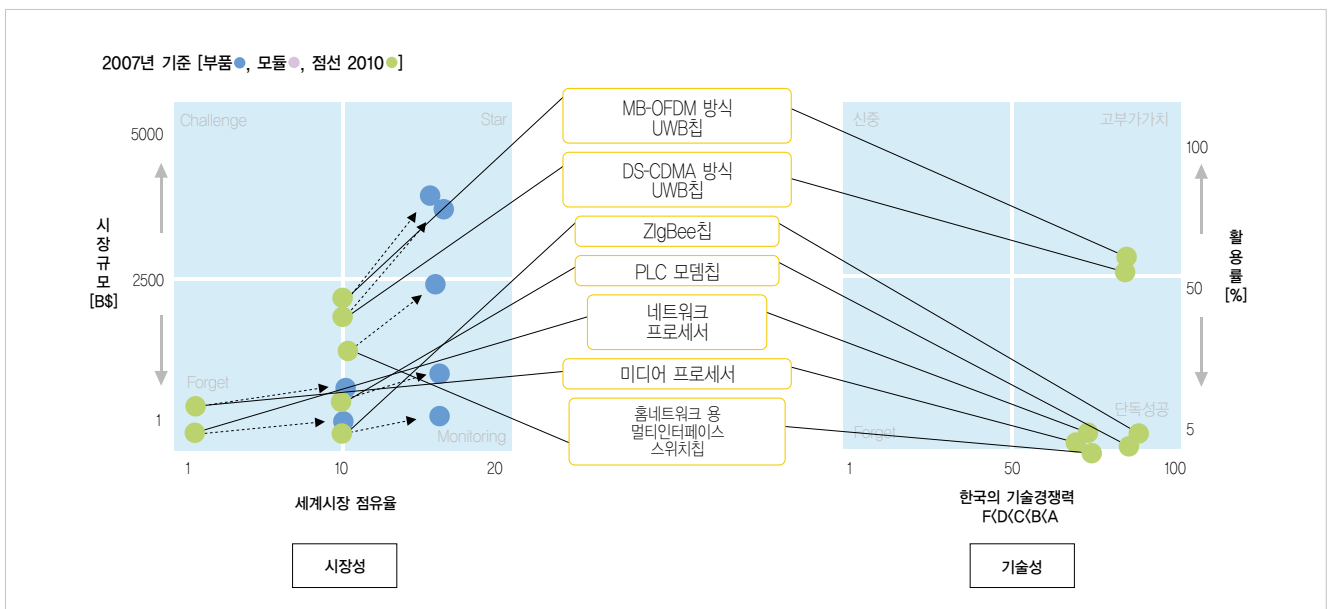 2007년 기준 [부품●, 모듈●, 점선 2010●]
Challenge
Star
5000
시장규모
[B$]
2500
Forget
1
Monitoring
1
10
20
세계시장 점유율
시장성
MB-OFDM 방식
UWB칩
DS-CDMA 방식
UWB칩
ZIgBee칩
PLC 모뎀칩
네트워크
프로세서
미디어 프로세서
홈네트워크 용
멀티인터페이스
스위치칩
신중
고부가가치
100
활용률
[%]
50
단독성공
5
Forget
1
50
100
한국의 기술경쟁력
F<D<C<B<A
기술성